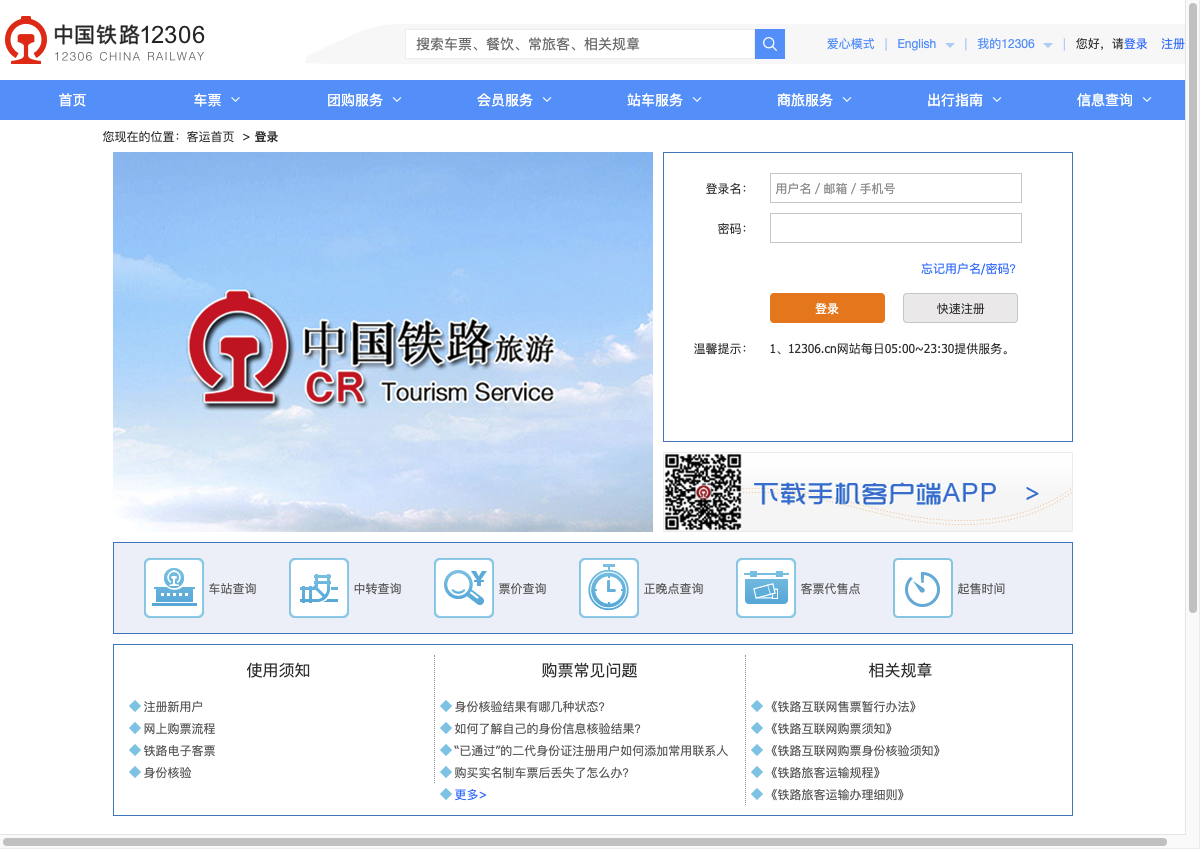 中国铁路12306
12306 CHINA RAILWAY
搜索车票、餐饮、常旅客、相关规章
爱心模式 | English | 我的12306 | 您好，请登录 注册
首页 车票 团购服务 会员服务 站车服务 商旅服务 出行指南 信息查询
您现在的位置：客运首页 > 登录
中国铁路旅游
CR Tourism Service
登录名：
用户名 / 邮箱 / 手机号
密码：
忘记用户名/密码?
登录 快速注册
温馨提示： 1、12306.cn网站每日05:00~23:30提供服务。
下载手机客户端APP >
车站查询 中转查询 票价查询 正晚点查询 客票代售点 起售时间
使用须知
注册新用户
网上购票流程
铁路电子客票
身份核验
购票常见问题
身份核验结果有哪几种状态?
如何了解自己的身份信息核验结果?
“已通过”的二代身份证注册用户如何添加常用联系人
购买实名制车票后丢失了怎么办?
更多>
相关规章
《铁路互联网售票暂行办法》
《铁路互联网购票须知》
《铁路互联网购票身份核验须知》
《铁路旅客运输规程》
《铁路旅客运输办理细则》